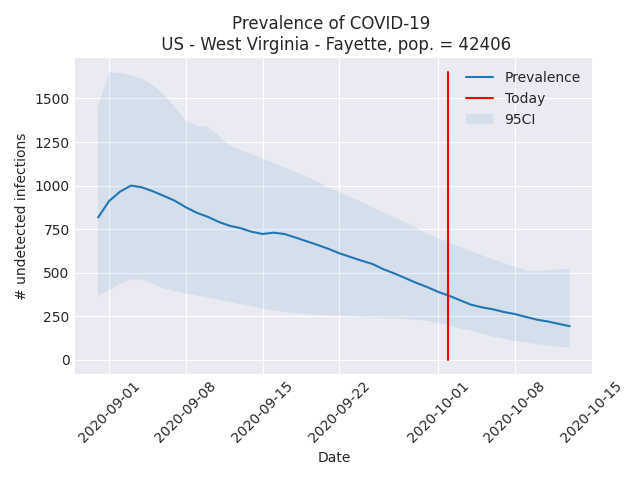 Prevalence of COVID-19
US - West Virginia - Fayette, pop. = 42406
Prevalence
Today
95CI
# undetected infections
1500
1250
1000
750
500
250
0
2020-09-01
2020-09-08
2020-09-15
2020-09-22
2020-10-01
2020-10-08
2020-10-15
Date